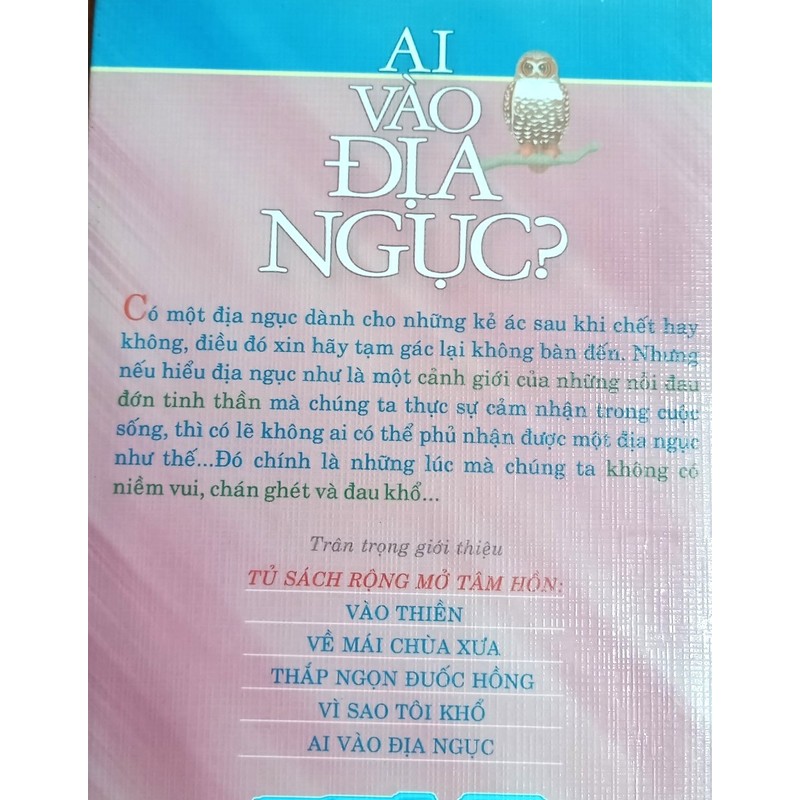 AI
VÀO
ĐỊA
NGỤC?
Có một địa ngục dành cho những kẻ ác sau khi chết hay
không, điều đó xin hãy tạm gác lại không bàn đến. Nhưng
nếu hiểu địa ngục như là một cảnh giới của những nỗi đau
đớn tinh thần mà chúng ta thực sự cảm nhận trong cuộc
sống, thì có lẽ không ai có thể phủ nhận được một địa ngục
như thế...Đó chính là những lúc mà chúng ta không có
niềm vui, chán ghét và đau khổ...
Trân trọng giới thiệu
TỦ SÁCH RỘNG MỞ TÂM HỒN:
VÀO THIỀN
VỀ MÁI CHÙA XƯA
THẮP NGỌN ĐUỐC HỒNG
VÌ SAO TÔI KHỔ
AI VÀO ĐỊA NGỤC